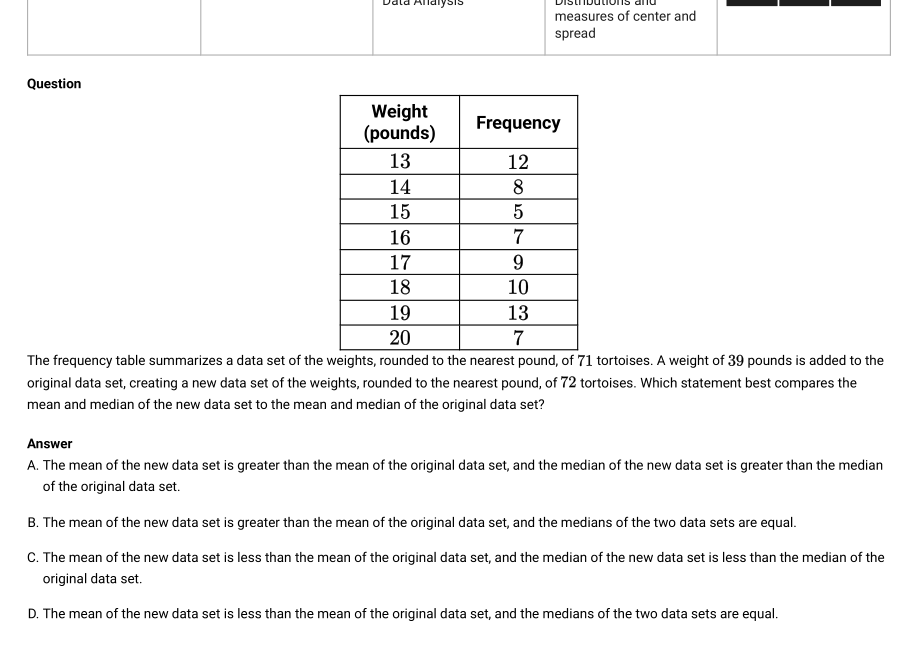 Data Analysis
Distributions and
measures of center and
spread
Question
Weight
(pounds)
Frequency
13 12
14 8
15 5
16 7
17 9
18 10
19 13
20 7
The frequency table summarizes a data set of the weights, rounded to the nearest pound, of 71 tortoises. A weight of 39 pounds is added to the
original data set, creating a new data set of the weights, rounded to the nearest pound, of 72 tortoises. Which statement best compares the
mean and median of the new data set to the mean and median of the original data set?
Answer
A. The mean of the new data set is greater than the mean of the original data set, and the median of the new data set is greater than the median
of the original data set.
B. The mean of the new data set is greater than the mean of the original data set, and the medians of the two data sets are equal.
C. The mean of the new data set is less than the mean of the original data set, and the median of the new data set is less than the median of the
original data set.
D. The mean of the new data set is less than the mean of the original data set, and the medians of the two data sets are equal.